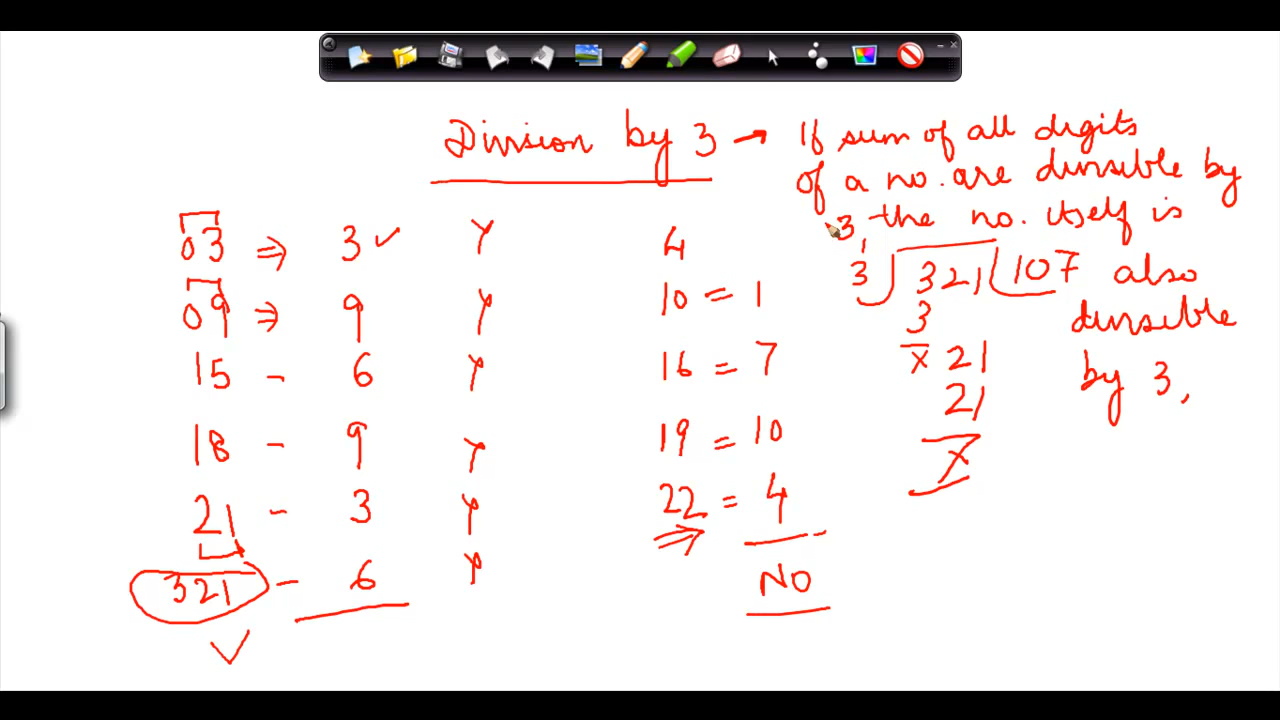 Division by 3 → If sum of all digits
of a no. are divisible by
3, the no. itself is
also
divisible
by 3,
03 ⇒ 3 ✓ Y
09 ⇒ 9 Y
15 - 6 Y
18 - 9 Y
21 - 3 Y
321 - 6 Y
4
10 = 1
16 = 7
19 = 10
22 = 4
NO
3 ) 321 ( 107
3
x 21
21
x